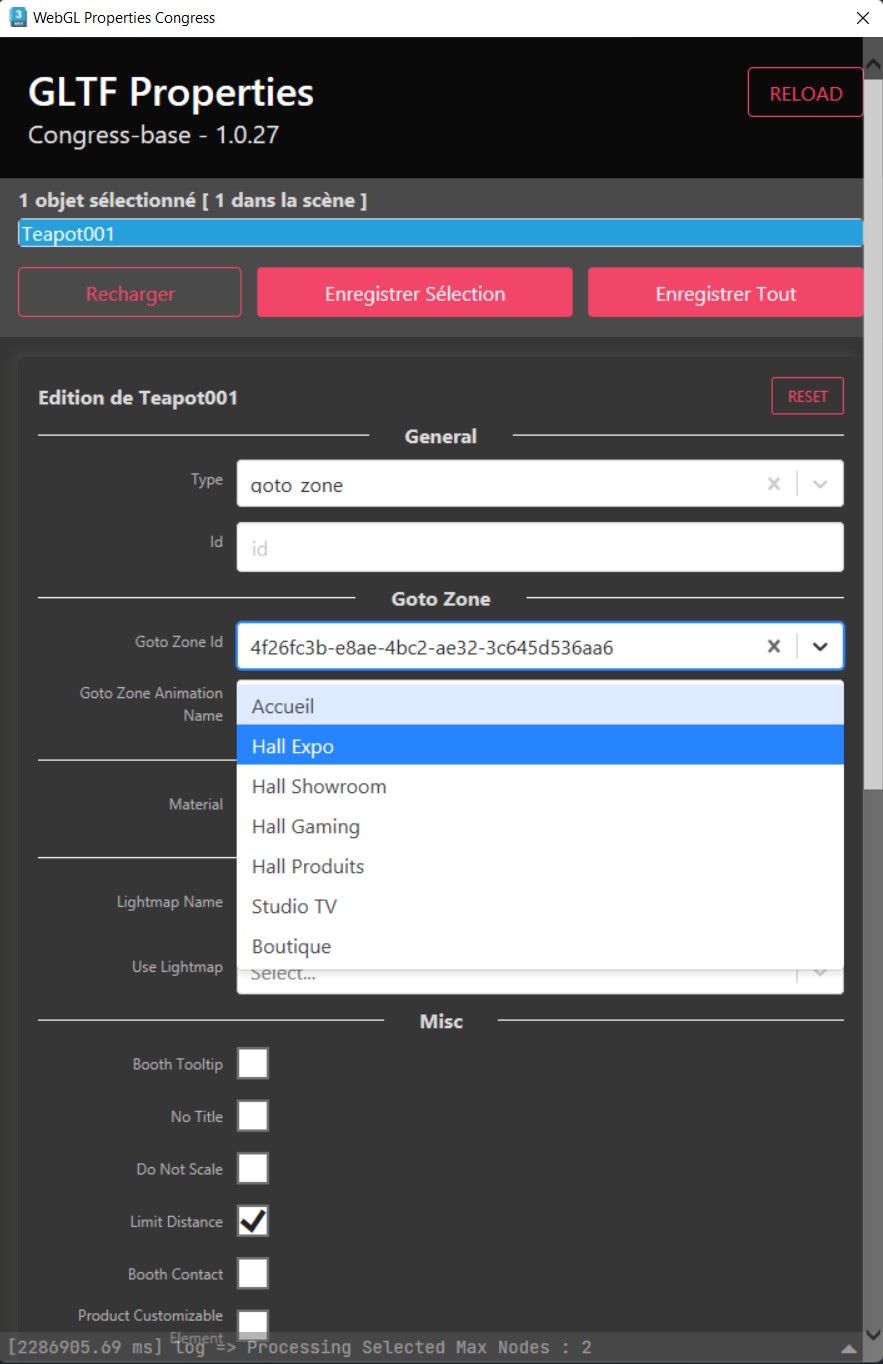 WebGL Properties Congress
GLTF Properties
RELOAD
Congress-base - 1.0.27
1 objet sélectionné [ 1 dans la scène ]
Teapot001
Recharger
Enregistrer Sélection
Enregistrer Tout
Edition de Teapot001
RESET
General
Type
goto_zone
Id
id
Goto Zone
Goto Zone Id
4f26fc3b-e8ae-4bc2-ae32-3c645d536aa6
Goto Zone Animation
Name
Accueil
Hall Expo
Hall Showroom
Material
Hall Gaming
Hall Produits
Lightmap Name
Studio TV
Boutique
Use Lightmap
Select...
Misc
Booth Tooltip
No Title
Do Not Scale
Limit Distance
Booth Contact
Product Customizable
Element
[2286905.69 ms] log => Processing Selected Max Nodes : 2